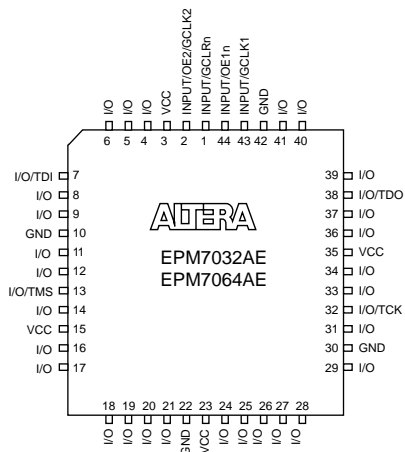 I/O
I/O
I/O
VCC
INPUT/OE2/GCLK2
INPUT/GCLRn
INPUT/OE1n
INPUT/GCLK1
GND
I/O
I/O
6 5 4 3 2 1 44 43 42 41 40
I/O/TDI 7
I/O 8
I/O 9
GND 10
I/O 11
I/O 12
I/O/TMS 13
I/O 14
VCC 15
I/O 16
I/O 17
ALTERA
EPM7032AE
EPM7064AE
39 I/O
38 I/O/TDO
37 I/O
36 I/O
35 VCC
34 I/O
33 I/O
32 I/O/TCK
31 I/O
30 GND
29 I/O
18 19 20 21 22 23 24 25 26 27 28
I/O
I/O
I/O
I/O
GND
VCC
I/O
I/O
I/O
I/O
I/O